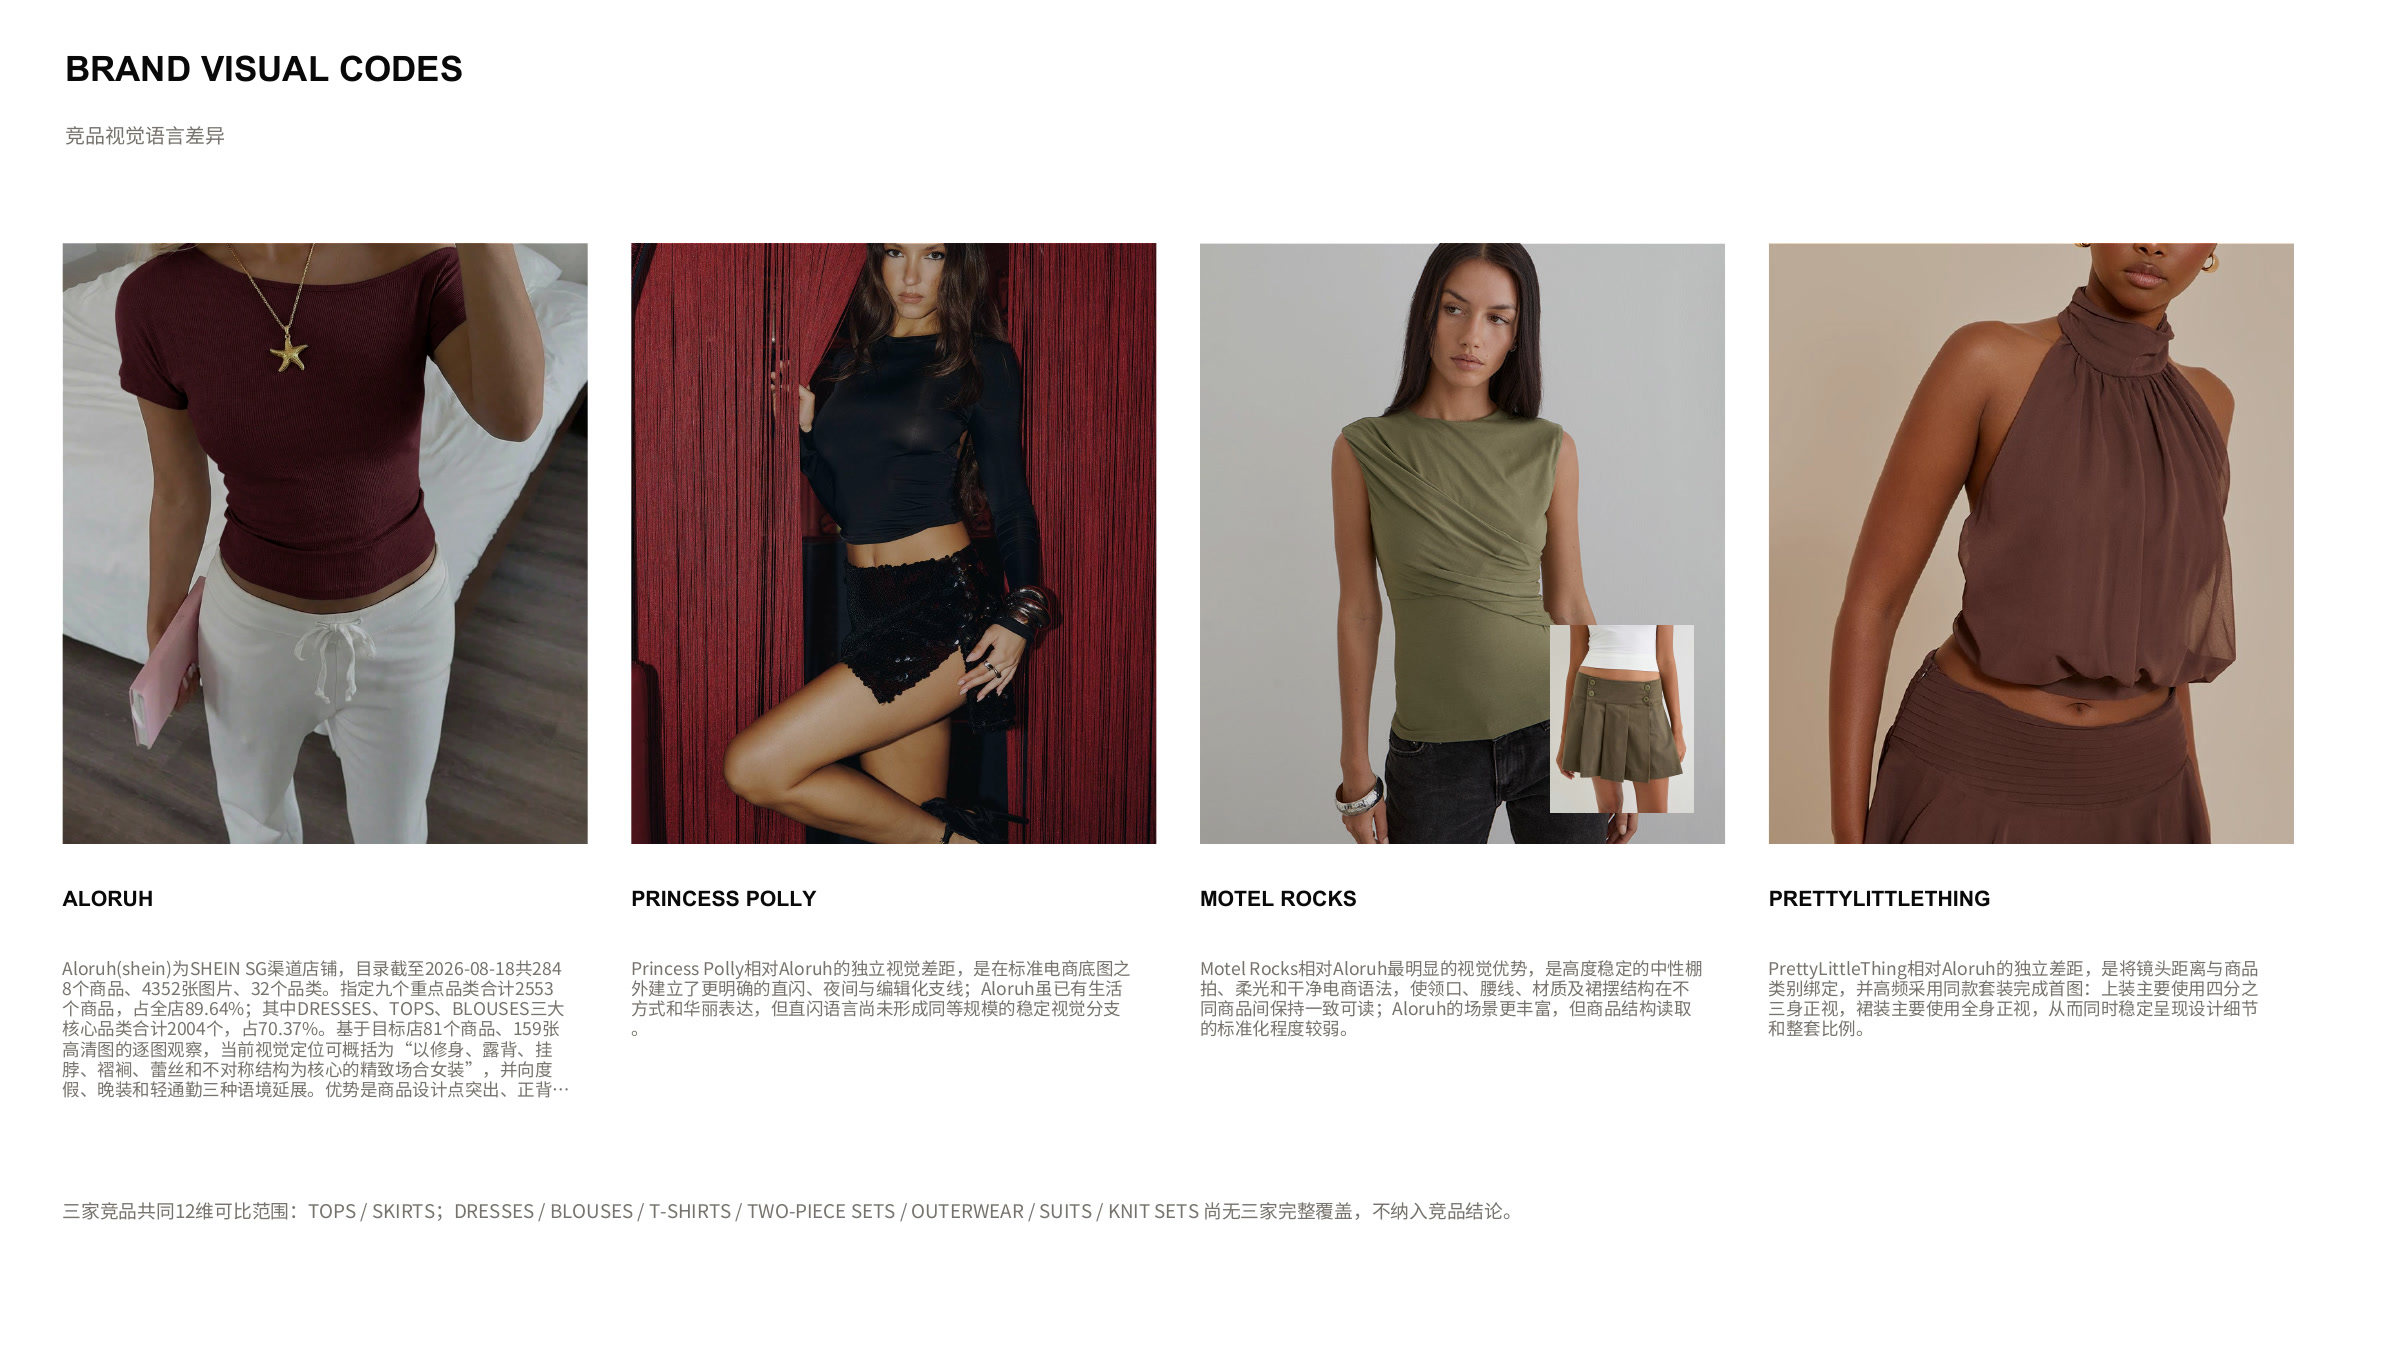 BRAND VISUAL CODES
竞品视觉语言差异
ALORUH
Aloruh(shein)为SHEIN SG渠道店铺，目录截至2026-08-18共284
8个商品、4352张图片、32个品类。指定九个重点品类合计2553
个商品，占全店89.64%；其中DRESSES、TOPS、BLOUSES三大
核心品类合计2004个，占70.37%。基于目标店81个商品、159张
高清图的逐图观察，当前视觉定位可概括为“以修身、露背、挂
脖、褶裥、蕾丝和不对称结构为核心的精致场合女装”，并向度
假、晚装和轻通勤三种语境延展。优势是商品设计点突出、正背…
PRINCESS POLLY
Princess Polly相对Aloruh的独立视觉差距，是在标准电商底图之
外建立了更明确的直闪、夜间与编辑化支线；Aloruh虽已有生活
方式和华丽表达，但直闪语言尚未形成同等规模的稳定视觉分支
。
MOTEL ROCKS
Motel Rocks相对Aloruh最明显的视觉优势，是高度稳定的中性棚
拍、柔光和干净电商语法，使领口、腰线、材质及裙摆结构在不
同商品间保持一致可读；Aloruh的场景更丰富，但商品结构读取
的标准化程度较弱。
PRETTYLITTLETHING
PrettyLittleThing相对Aloruh的独立差距，是将镜头距离与商品
类别绑定，并高频采用同款套装完成首图：上装主要使用四分之
三身正视，裙装主要使用全身正视，从而同时稳定呈现设计细节
和整套比例。
三家竞品共同12维可比范围：TOPS / SKIRTS；DRESSES / BLOUSES / T-SHIRTS / TWO-PIECE SETS / OUTERWEAR / SUITS / KNIT SETS 尚无三家完整覆盖，不纳入竞品结论。